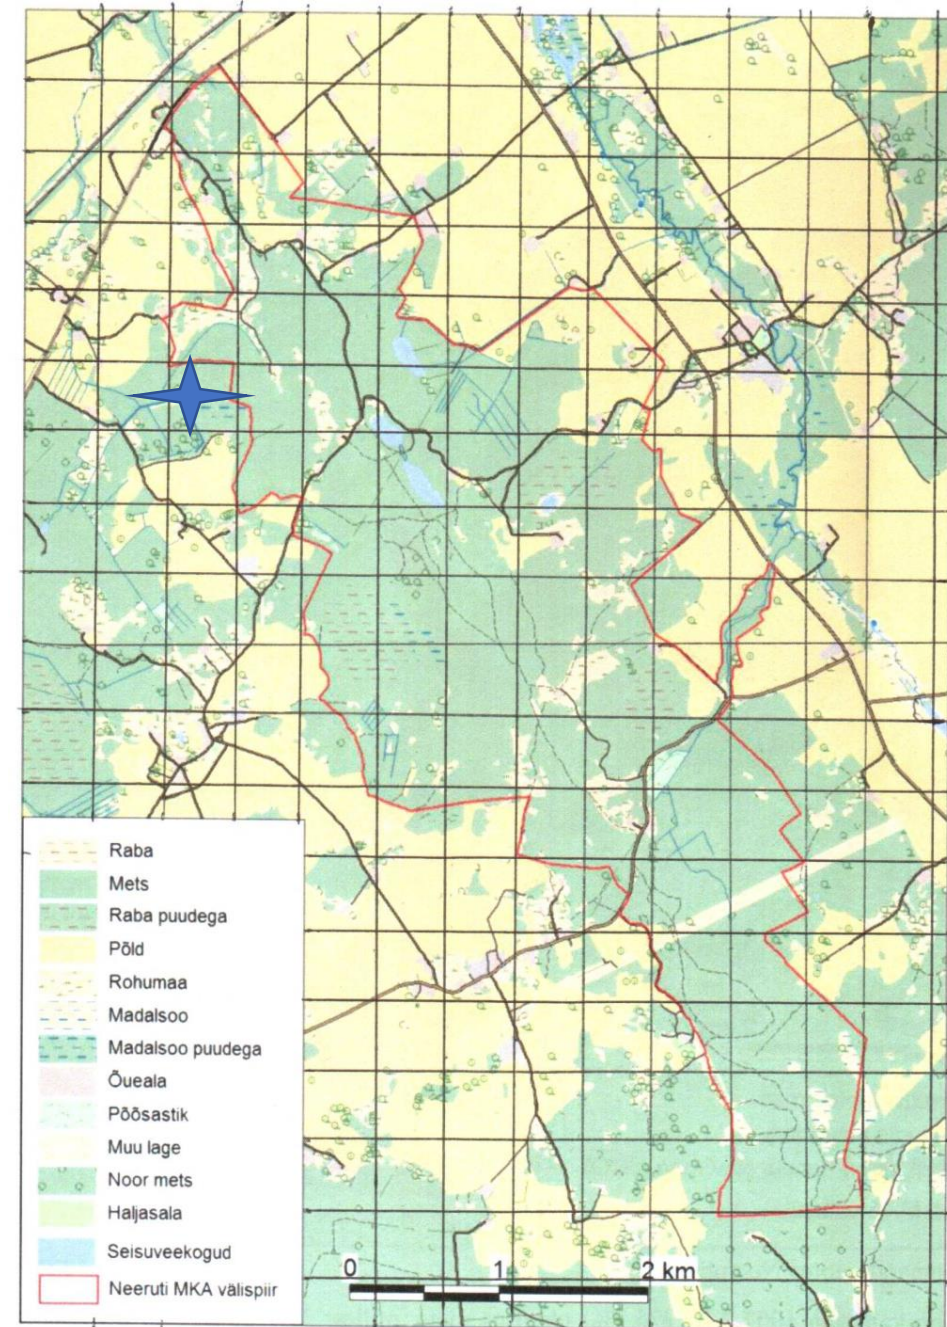 Raba
Mets
Raba puudega
Põld
Rohumaa
Madalsoo
Madalsoo puudega
Õueala
Põõsastik
Muu lage
Noor mets
Haljasala
Seisuveekogud
Neeruti MKA välispiir
0 1 2 km